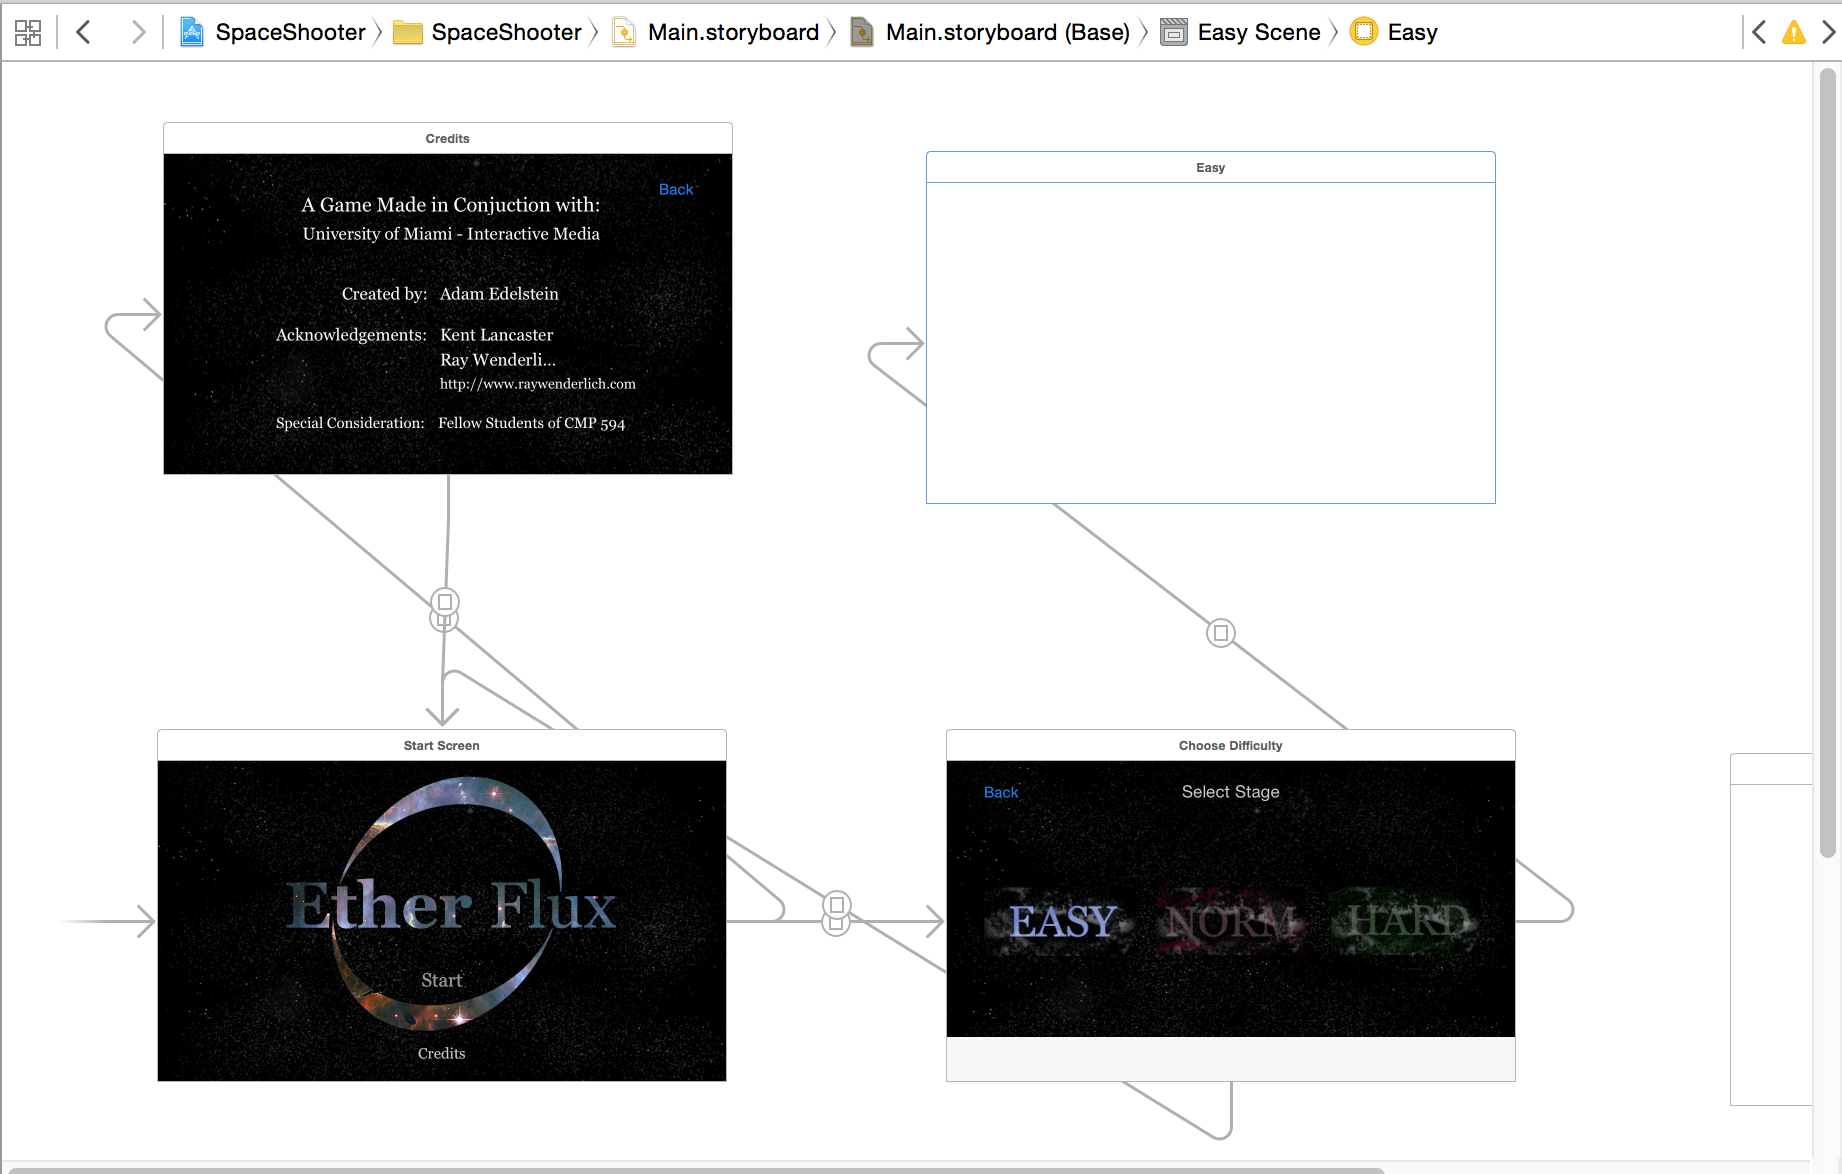 SpaceShooter SpaceShooter Main.storyboard Main.storyboard (Base) Easy Scene Easy
Credits
Back
A Game Made in Conjuction with:
University of Miami - Interactive Media
Created by: Adam Edelstein
Acknowledgements: Kent Lancaster
Ray Wenderli...
http://www.raywenderlich.com
Special Consideration: Fellow Students of CMP 594
Easy
Start Screen
Ether Flux
Start
Credits
Choose Difficulty
Back Select Stage
EASY NORM HARD